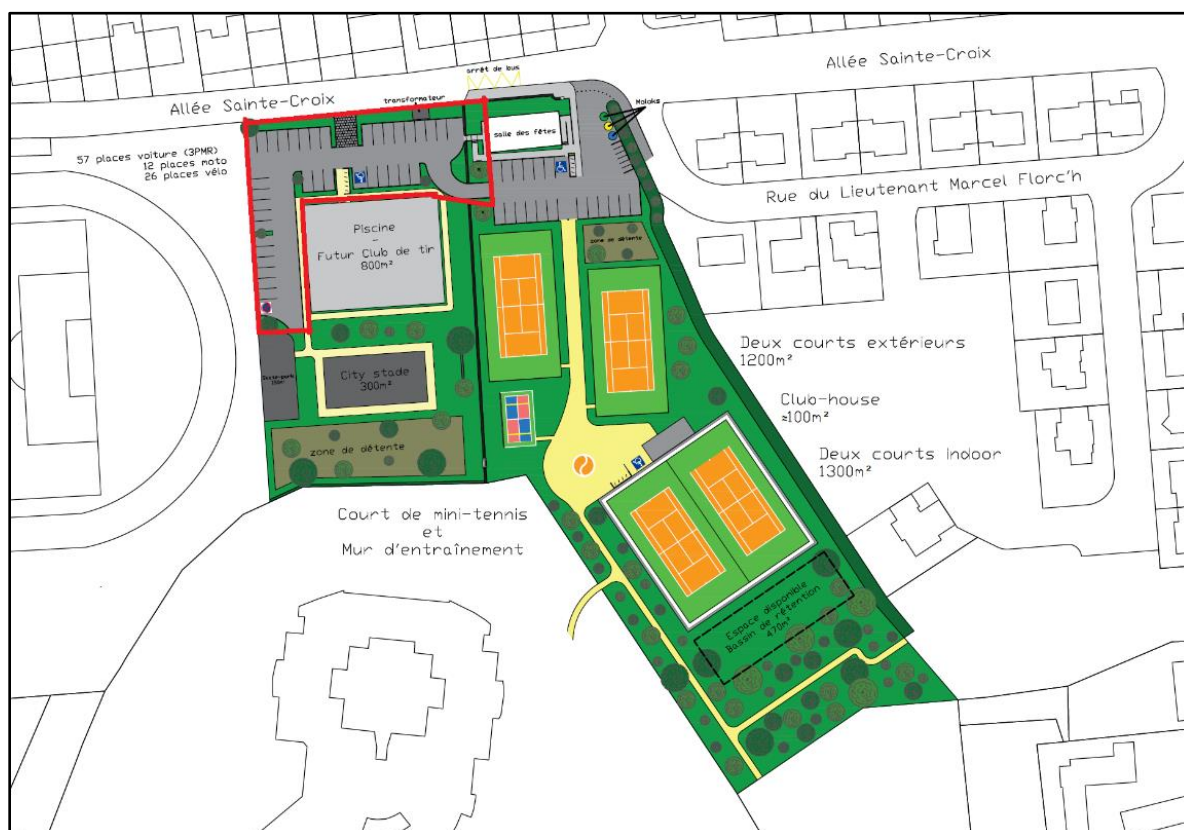 Allée Sainte-Croix
arrêt de bus
Allée Sainte-Croix
transformateur
Moloks
salle des fêtes
57 places voiture (3PMR)
12 places moto
26 places vélo
Rue du Lieutenant Marcel Florc'h
Piscine
-
Futur Club de tir
800m²
zone de détente
Deux courts extérieurs
1200m²
City stade
300m²
Club-house
≥100m²
zone de détente
Deux courts indoor
1300m²
Court de mini-tennis
et
Mur d'entraînement
Espace disponible
Bassin de rétention
470m²